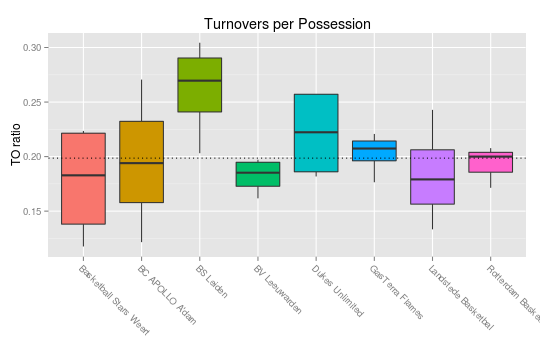 Turnovers per Possession
TO ratio
0.30
0.25
0.20
0.15
Basketball Stars Weert
BC APOLLO A'dam
BS Leiden
BV Leeuwarden
Dukes Unlimited
GasTerra Flames
Landstede Basketbal
Rotterdam Baske